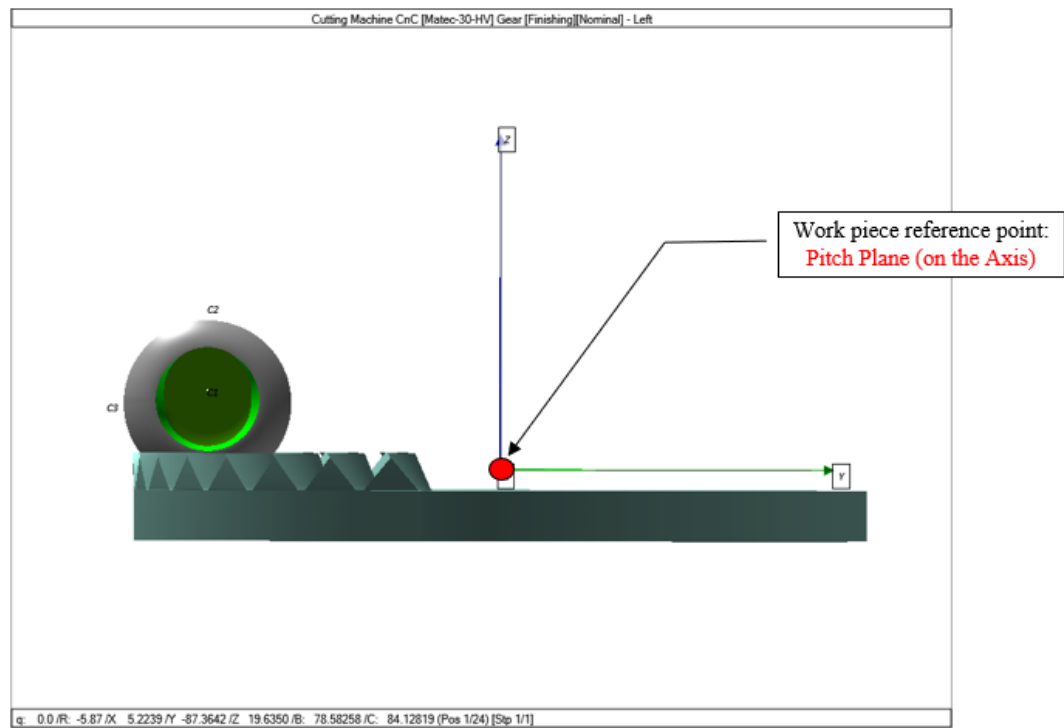 Cutting Machine CnC [Matec-30-HV] Gear [Finishing][Nominal] - Left
Z
Work piece reference point:
Pitch Plane (on the Axis)
C2
C1
C3
Y
q: 0.0 /R: -5.87 /X 5.2239 /Y -87.3642 /Z 19.6350 /B: 78.58258 /C: 84.12819 (Pos 1/24) [Stp 1/1]